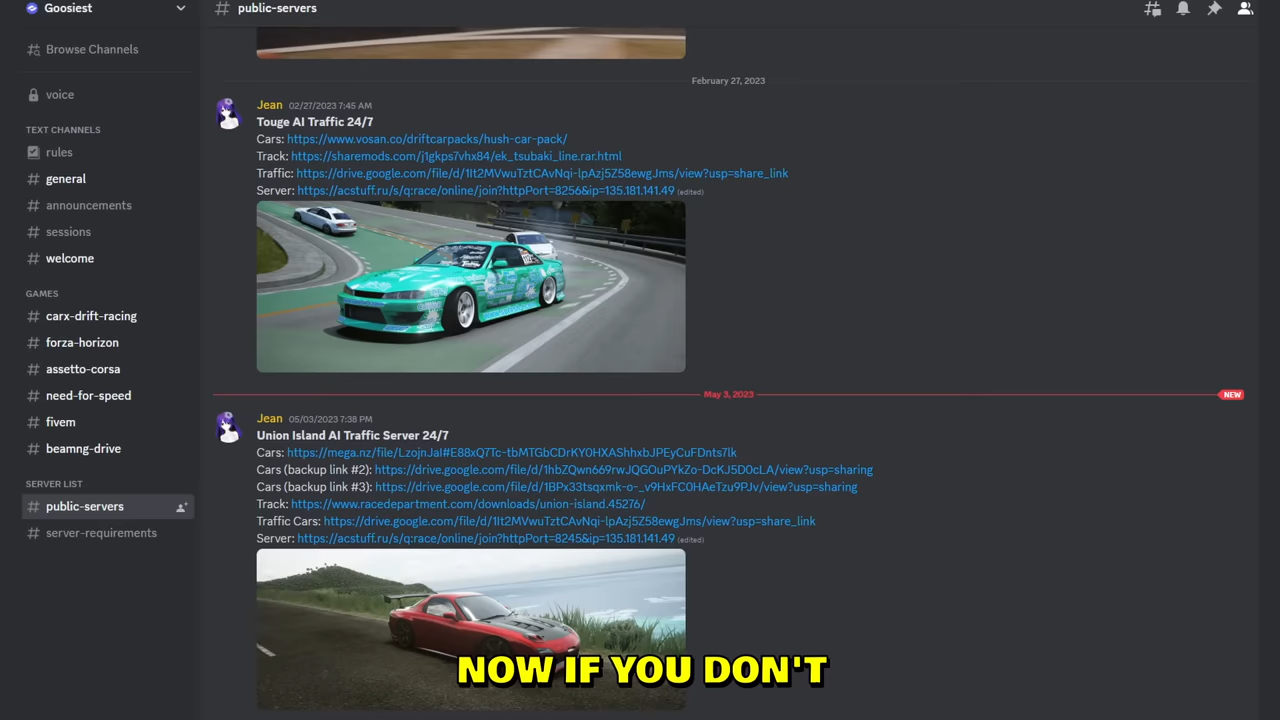 Goosiest
public-servers
Browse Channels
voice
TEXT CHANNELS
rules
general
announcements
sessions
welcome
GAMES
carx-drift-racing
forza-horizon
assetto-corsa
need-for-speed
fivem
beamng-drive
SERVER LIST
public-servers
server-requirements
February 27, 2023
Jean 02/27/2023 7:45 AM
Touge AI Traffic 24/7
Cars: https://www.vosan.co/driftcarpacks/hush-car-pack/
Track: https://sharemods.com/j1gkps7vhx84/ek_tsubaki_line.rar.html
Traffic: https://drive.google.com/file/d/1It2MVwuTztCAvNqi-lpAzj5Z58ewgJms/view?usp=share_link
Server: https://acstuff.ru/s/q:race/online/join?httpPort=8256&ip=135.181.141.49 (edited)
May 3, 2023
NEW
Jean 05/03/2023 7:38 PM
Union Island AI Traffic Server 24/7
Cars: https://mega.nz/file/LzojnJaI#E88xQ7Tc-tbMTGbCDrKY0HXAShhxbJPEyCuFDnts7lk
Cars (backup link #2): https://drive.google.com/file/d/1hbZQwn669rwJQGOuPYkZo-DcKJ5D0cLA/view?usp=sharing
Cars (backup link #3): https://drive.google.com/file/d/1BPx33tsqxmk-o-_v9HxFC0HAeTzu9PJv/view?usp=sharing
Track: https://www.racedepartment.com/downloads/union-island.45276/
Traffic Cars: https://drive.google.com/file/d/1It2MVwuTztCAvNqi-lpAzj5Z58ewgJms/view?usp=share_link
Server: https://acstuff.ru/s/q:race/online/join?httpPort=8245&ip=135.181.141.49 (edited)
NOW IF YOU DON'T